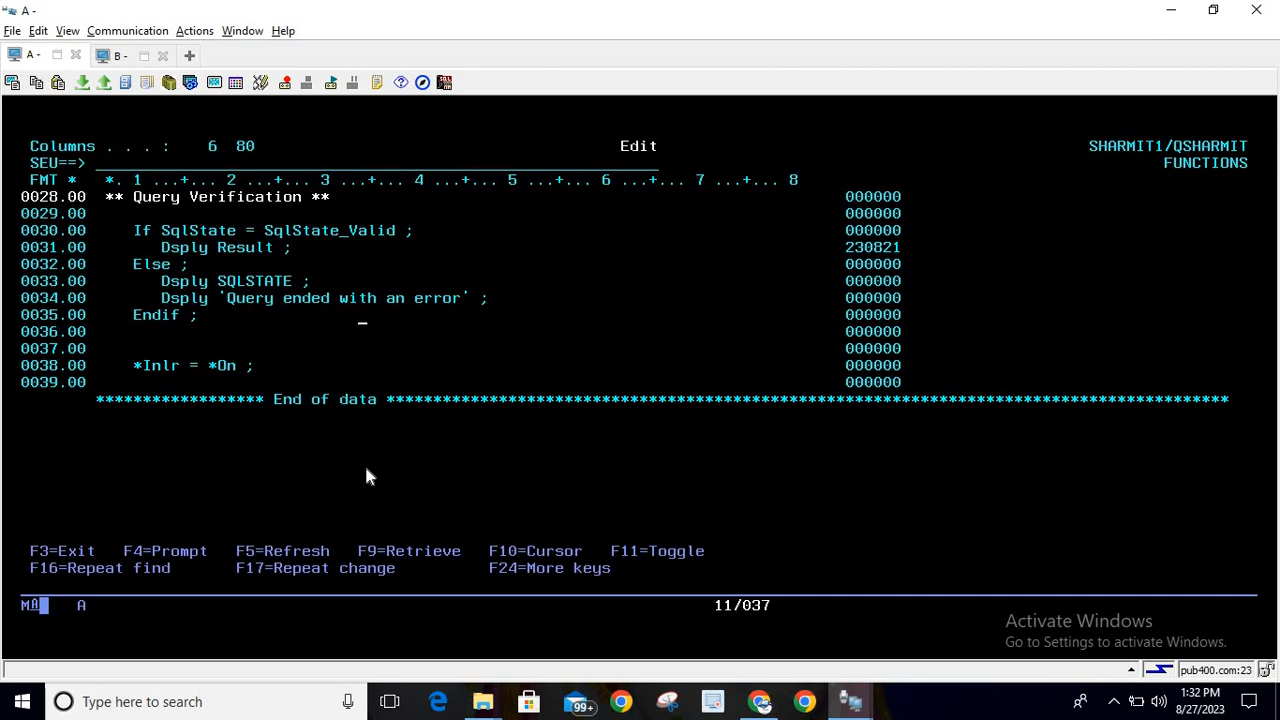 A -
File Edit View Communication Actions Window Help
A - B -
Columns . . . : 6 80 Edit SHARMIT1/QSHARMIT
SEU==> FUNCTIONS
FMT * *. 1 ...+... 2 ...+... 3 ...+... 4 ...+... 5 ...+... 6 ...+... 7 ...+... 8
0028.00 ** Query Verification ** 000000
0029.00 000000
0030.00 If SqlState = SqlState_Valid ; 000000
0031.00 Dsply Result ; 230821
0032.00 Else ; 000000
0033.00 Dsply SQLSTATE ; 000000
0034.00 Dsply 'Query ended with an error' ; 000000
0035.00 Endif ; 000000
0036.00 000000
0037.00 000000
0038.00 *Inlr = *On ; 000000
0039.00 000000
****************** End of data ******************************************************************************************
F3=Exit F4=Prompt F5=Refresh F9=Retrieve F10=Cursor F11=Toggle
F16=Repeat find F17=Repeat change F24=More keys
MA A 11/037
Activate Windows
Go to Settings to activate Windows.
pub400.com:23
Type here to search
99+
1:32 PM
8/27/2023